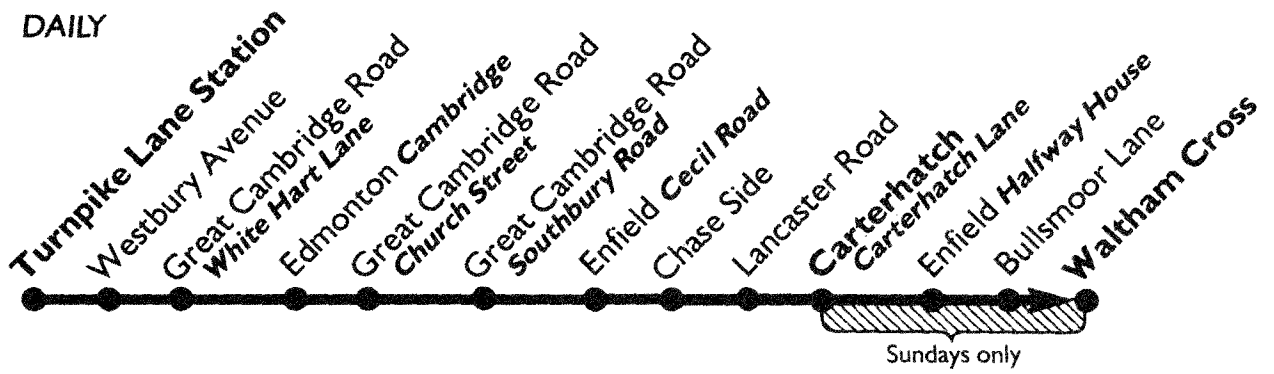 DAILY
Turnpike Lane Station
Westbury Avenue
Great Cambridge Road
White Hart Lane
Edmonton Cambridge
Great Cambridge Road
Church Street
Great Cambridge Road
Southbury Road
Enfield Cecil Road
Chase Side
Lancaster Road
Carterhatch
Carterhatch Lane
Enfield Halfway House
Bullsmoor Lane
Waltham Cross
Sundays only